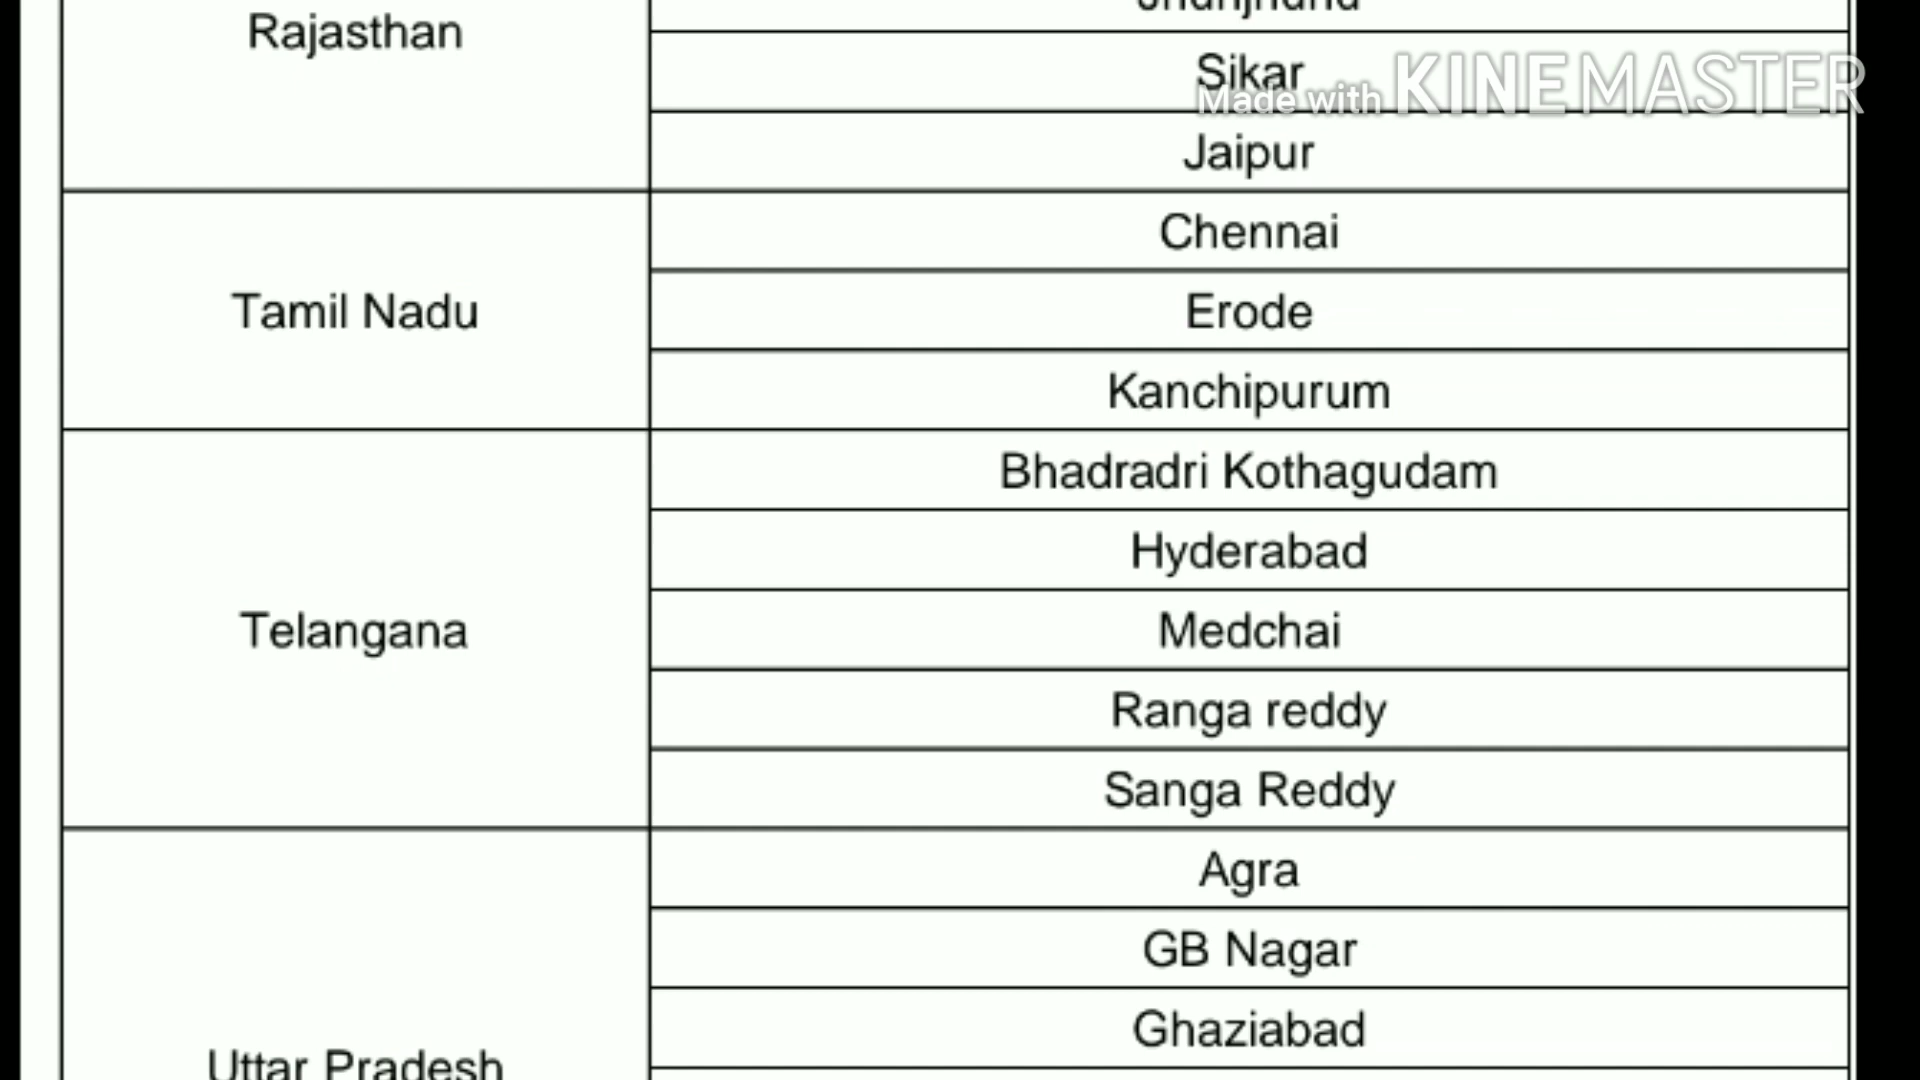 Rajasthan
Sikar
Made with KINEMASTER
Jaipur
Tamil Nadu
Chennai
Erode
Kanchipurum
Telangana
Bhadradri Kothagudam
Hyderabad
Medchai
Ranga reddy
Sanga Reddy
Uttar Pradesh
Agra
GB Nagar
Ghaziabad